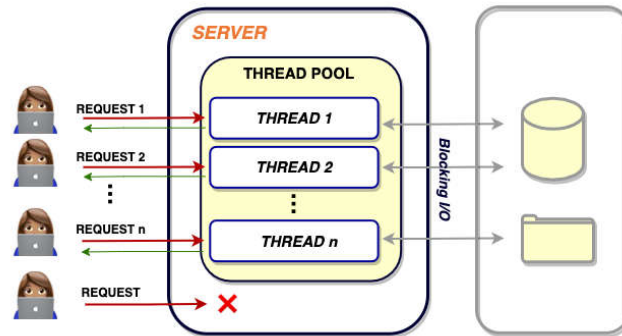 SERVER
THREAD POOL
REQUEST 1
THREAD 1
REQUEST 2
THREAD 2
Blocking I/O
REQUEST n
THREAD n
REQUEST